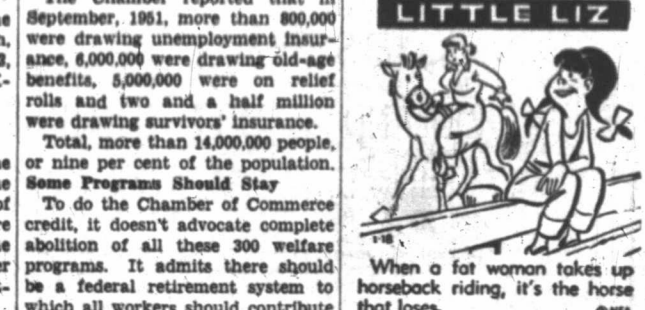 The Chamber reported that in
September, 1951, more than 800,000
were drawing unemployment insur-
ance, 6,000,000 were drawing old-age
benefits, 5,000,000 were on relief
rolls and two and a half million
were drawing survivors' insurance.
Total, more than 14,000,000 people,
or nine per cent of the population.
Some Programs Should Stay
To do the Chamber of Commerce
credit, it doesn't advocate complete
abolition of all these 300 welfare
programs. It admits there should
be a federal retirement system to
which all workers should contribute
LITTLE LIZ
1-18
When a fat woman takes up
horseback riding, it's the horse
that loses.